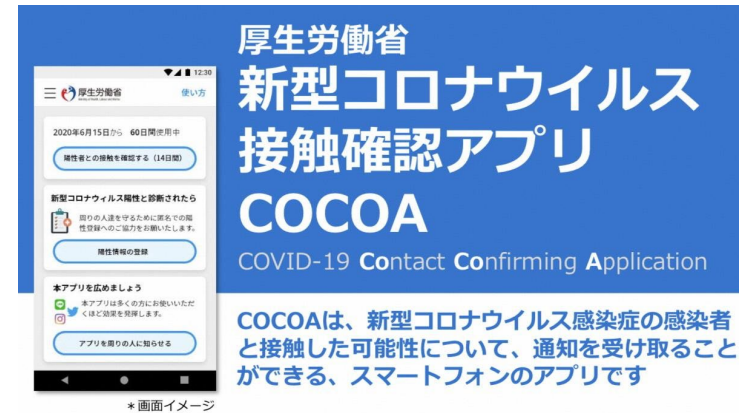 12:30
厚生労働省
使い方
2020年6月15日から 60日間使用中
陽性者との接触を確認する（14日間）
新型コロナウィルス陽性と診断されたら
周りの人達を守るために匿名での陽
性登録へのご協力をお願いたします。
陽性情報の登録
本アプリを広めましょう
本アプリは多くの方にお使いいただ
くほど効果を発揮します。
アプリを周りの人に知らせる
＊画面イメージ
厚生労働省
新型コロナウイルス
接触確認アプリ
COCOA
COVID-19 Contact Confirming Application
COCOAは、新型コロナウイルス感染症の感染者
と接触した可能性について、通知を受け取ること
ができる、スマートフォンのアプリです